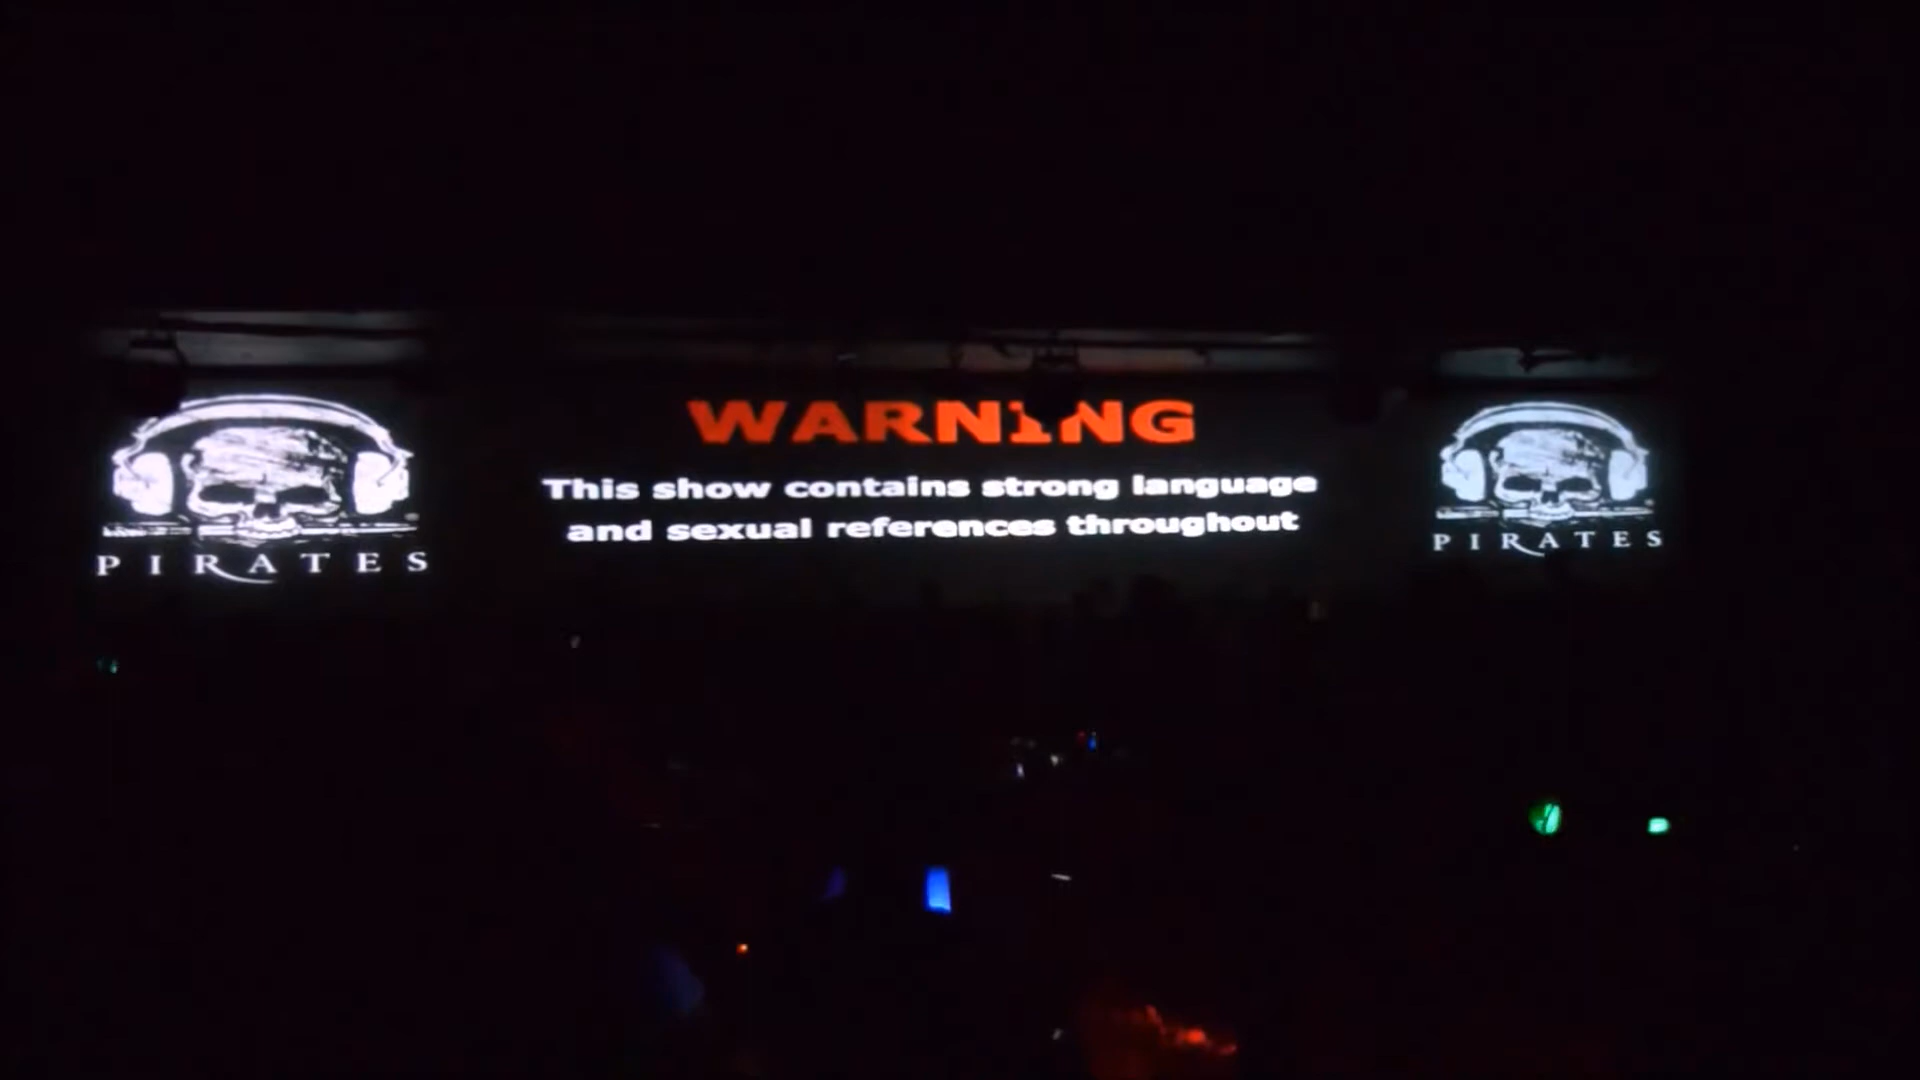 WARNING
This show contains strong language
and sexual references throughout
PIRATES
PIRATES